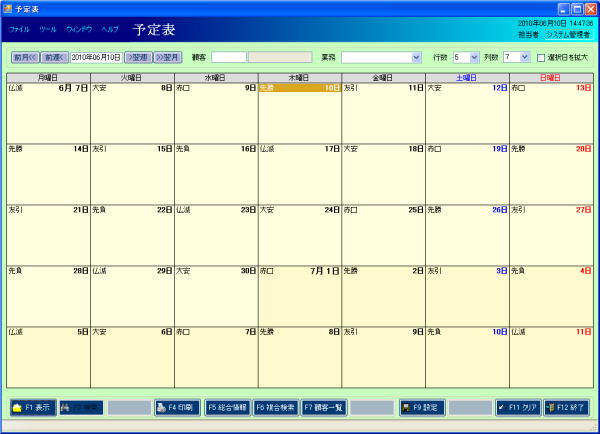 予定表
ファイル ツール ウィンドウ ヘルプ 予定表 2010年06月10日 14:47:36
担当者 システム管理者
前月<< 前週< 2010年06月10日 >翌週 >>翌月 顧客 業務 行数 5 列数 7 選択日を拡大
月曜日 火曜日 水曜日 木曜日 金曜日 土曜日 日曜日
仏滅 6月 7日 大安 8日 赤口 9日 先勝 10日 友引 11日 大安 12日 赤口 13日
先勝 14日 友引 15日 先負 16日 仏滅 17日 大安 18日 赤口 19日 先勝 20日
友引 21日 先負 22日 仏滅 23日 大安 24日 赤口 25日 先勝 26日 友引 27日
先負 28日 仏滅 29日 大安 30日 赤口 7月 1日 先勝 2日 友引 3日 先負 4日
仏滅 5日 大安 6日 赤口 7日 先勝 8日 友引 9日 先負 10日 仏滅 11日
F1 表示 F2 検索 F4 印刷 F5 総合情報 F6 複合検索 F7 顧客一覧 F9 設定 F11 クリア F12 終了